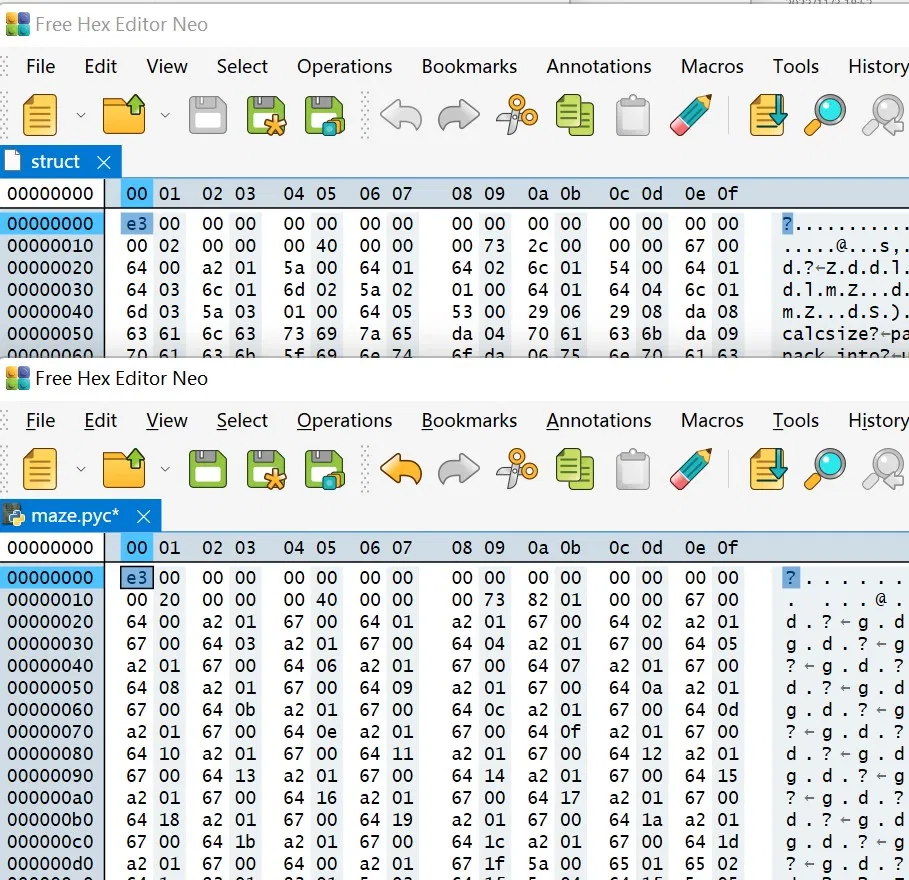 Free Hex Editor Neo
File Edit View Select Operations Bookmarks Annotations Macros Tools History
struct
00000000 00 01 02 03 04 05 06 07 08 09 0a 0b 0c 0d 0e 0f
00000000 e3 00 00 00 00 00 00 00 00 00 00 00 00 00 00 00 ?...........
00000010 00 02 00 00 00 40 00 00 00 73 2c 00 00 00 67 00 .....@...s,.
00000020 64 00 a2 01 5a 00 64 01 64 02 6c 01 54 00 64 01 d.?←Z.d.d.l.
00000030 64 03 6c 01 6d 02 5a 02 01 00 64 01 64 04 6c 01 d.l.m.Z...d.
00000040 6d 03 5a 03 01 00 64 05 53 00 29 06 29 08 da 08 m.Z...d.S.).
00000050 63 61 6c 63 73 69 7a 65 da 04 70 61 63 6b da 09 calcsize?←pa
00000060 70 61 63 6b 5f 69 6e 74 6f da 06 75 6e 70 61 63 pack_into?←u
Free Hex Editor Neo
File Edit View Select Operations Bookmarks Annotations Macros Tools History
maze.pyc*
00000000 00 01 02 03 04 05 06 07 08 09 0a 0b 0c 0d 0e 0f
00000000 e3 00 00 00 00 00 00 00 00 00 00 00 00 00 00 00 ? . . . . . .
00000010 00 20 00 00 00 40 00 00 00 73 82 01 00 00 67 00 . . . . @ .
00000020 64 00 a2 01 67 00 64 01 a2 01 67 00 64 02 a2 01 d . ? ← g . d
00000030 67 00 64 03 a2 01 67 00 64 04 a2 01 67 00 64 05 g . d . ? ← g
00000040 a2 01 67 00 64 06 a2 01 67 00 64 07 a2 01 67 00 ? ← g . d . ?
00000050 64 08 a2 01 67 00 64 09 a2 01 67 00 64 0a a2 01 d . ? ← g . d
00000060 67 00 64 0b a2 01 67 00 64 0c a2 01 67 00 64 0d g . d . ? ← g
00000070 a2 01 67 00 64 0e a2 01 67 00 64 0f a2 01 67 00 ? ← g . d . ?
00000080 64 10 a2 01 67 00 64 11 a2 01 67 00 64 12 a2 01 d . ? ← g . d
00000090 67 00 64 13 a2 01 67 00 64 14 a2 01 67 00 64 15 g . d . ? ← g
000000a0 a2 01 67 00 64 16 a2 01 67 00 64 17 a2 01 67 00 ? ← g . d . ?
000000b0 64 18 a2 01 67 00 64 19 a2 01 67 00 64 1a a2 01 d . ? ← g . d
000000c0 67 00 64 1b a2 01 67 00 64 1c a2 01 67 00 64 1d g . d . ? ← g
000000d0 a2 01 67 00 64 00 a2 01 67 1f 5a 00 65 01 65 02 ? ← g . d . ?